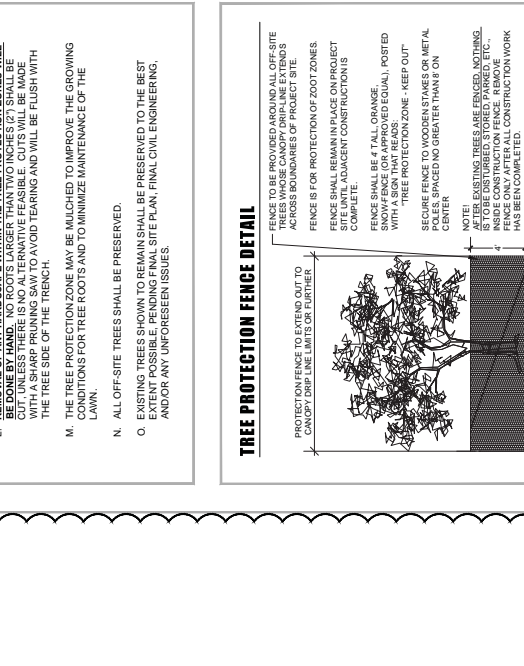 BE DONE BY HAND. NO ROOTS LARGER THAN TWO INCHES (2") SHALL BE
CUT, UNLESS THERE IS NO ALTERNATIVE FEASIBLE. CUTS WILL BE MADE
WITH A SHARP PRUNING SAW TO AVOID TEARING AND WILL BE FLUSH WITH
THE TREE SIDE OF THE TRENCH.
M. THE TREE PROTECTION ZONE MAY BE MULCHED TO IMPROVE THE GROWING
CONDITIONS FOR TREE ROOTS AND TO MINIMIZE MAINTENANCE OF THE
LAWN.
N. ALL OFF-SITE TREES SHALL BE PRESERVED.
O. EXISTING TREES SHOWN TO REMAIN SHALL BE PRESERVED TO THE BEST
EXTENT POSSIBLE, PENDING FINAL SITE PLAN, FINAL CIVIL ENGINEERING,
AND/OR ANY UNFORESEEN ISSUES.
TREE PROTECTION FENCE DETAIL
PROTECTION FENCE TO EXTEND OUT TO
CANOPY DRIP LINE LIMITS OR FURTHER
FENCE TO BE PROVIDED AROUND ALL OFF-SITE
TREES WHOSE CANOPY DRIP-LINE EXTENDS
ACROSS BOUNDARIES OF PROJECT SITE.
FENCE IS FOR PROTECTION OF ZOOT ZONES.
FENCE SHALL REMAIN IN PLACE ON PROJECT
SITE UNTIL ADJACENT CONSTRUCTION IS
COMPLETE.
FENCE SHALL BE 4' TALL, ORANGE,
SNOW-FENCE (OR APPROVED EQUAL), POSTED
WITH A SIGN THAT READS:
"TREE PROTECTION ZONE - KEEP OUT"
SECURE FENCE TO WOODEN STAKES OR METAL
POLES, SPACED NO GREATER THAN 8' ON
CENTER
NOTE!
AFTER EXISTING TREES ARE FENCED, NOTHING
IS TO BE DISTURBED, STORED, PARKED, ETC.,
INSIDE CONSTRUCTION FENCE. REMOVE
FENCE ONLY AFTER ALL CONSTRUCTION WORK
HAS BEEN COMPLETED.
4'